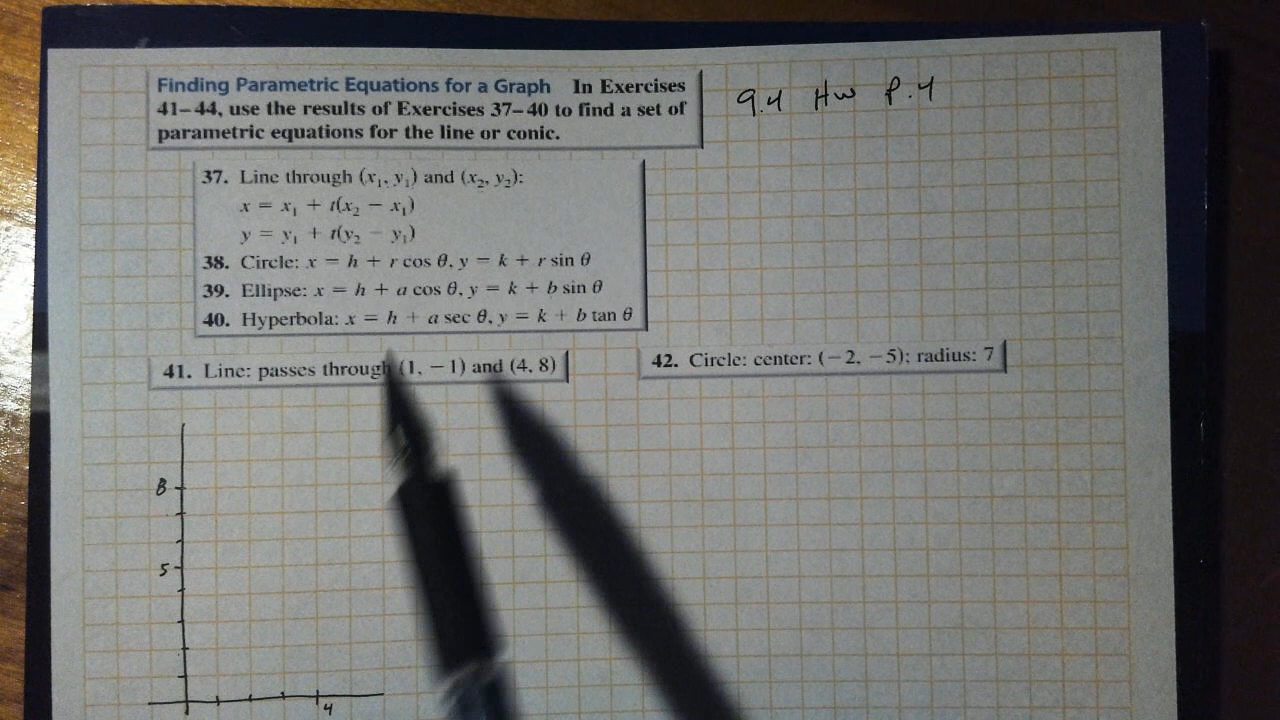 Finding Parametric Equations for a Graph In Exercises
41–44, use the results of Exercises 37–40 to find a set of
parametric equations for the line or conic.
9.4 HW P.4
37. Line through (x₁, y₁) and (x₂, y₂):
x = x₁ + t(x₂ − x₁)
y = y₁ + t(y₂ − y₁)
38. Circle: x = h + r cos θ, y = k + r sin θ
39. Ellipse: x = h + a cos θ, y = k + b sin θ
40. Hyperbola: x = h + a sec θ, y = k + b tan θ
41. Line: passes through (1, −1) and (4, 8)
42. Circle: center: (−2, −5); radius: 7
8
5
4